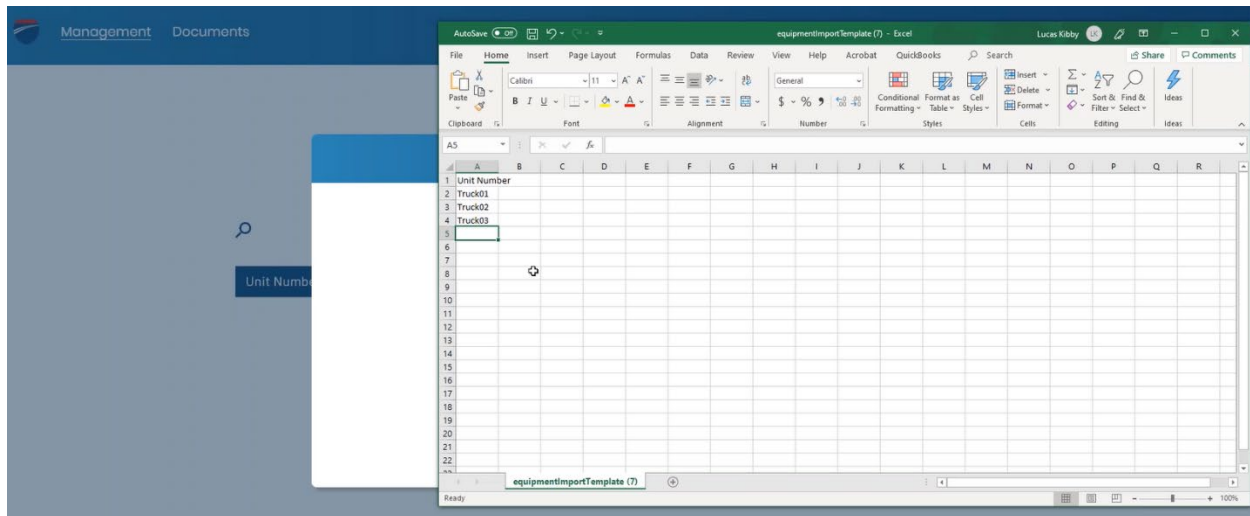 Management Documents
AutoSave Off equipmentImportTemplate (7) - Excel Lucas Kibby LK
File Home Insert Page Layout Formulas Data Review View Help Acrobat QuickBooks Search Share Comments
Paste Calibri 11 A A General Conditional Formatting Format as Table Cell Styles Insert Delete Format Sort & Filter Find & Select Ideas
B I U A $ % 9
Clipboard Font Alignment Number Styles Cells Editing Ideas
A5 fx
A B C D E F G H I J K L M N O P Q R
1 Unit Number
2 Truck01
3 Truck02
4 Truck03
5
6
7
8
Unit Numbe
9
10
11
12
13
14
15
16
17
18
19
20
21
22
equipmentImportTemplate (7)
Ready 100%